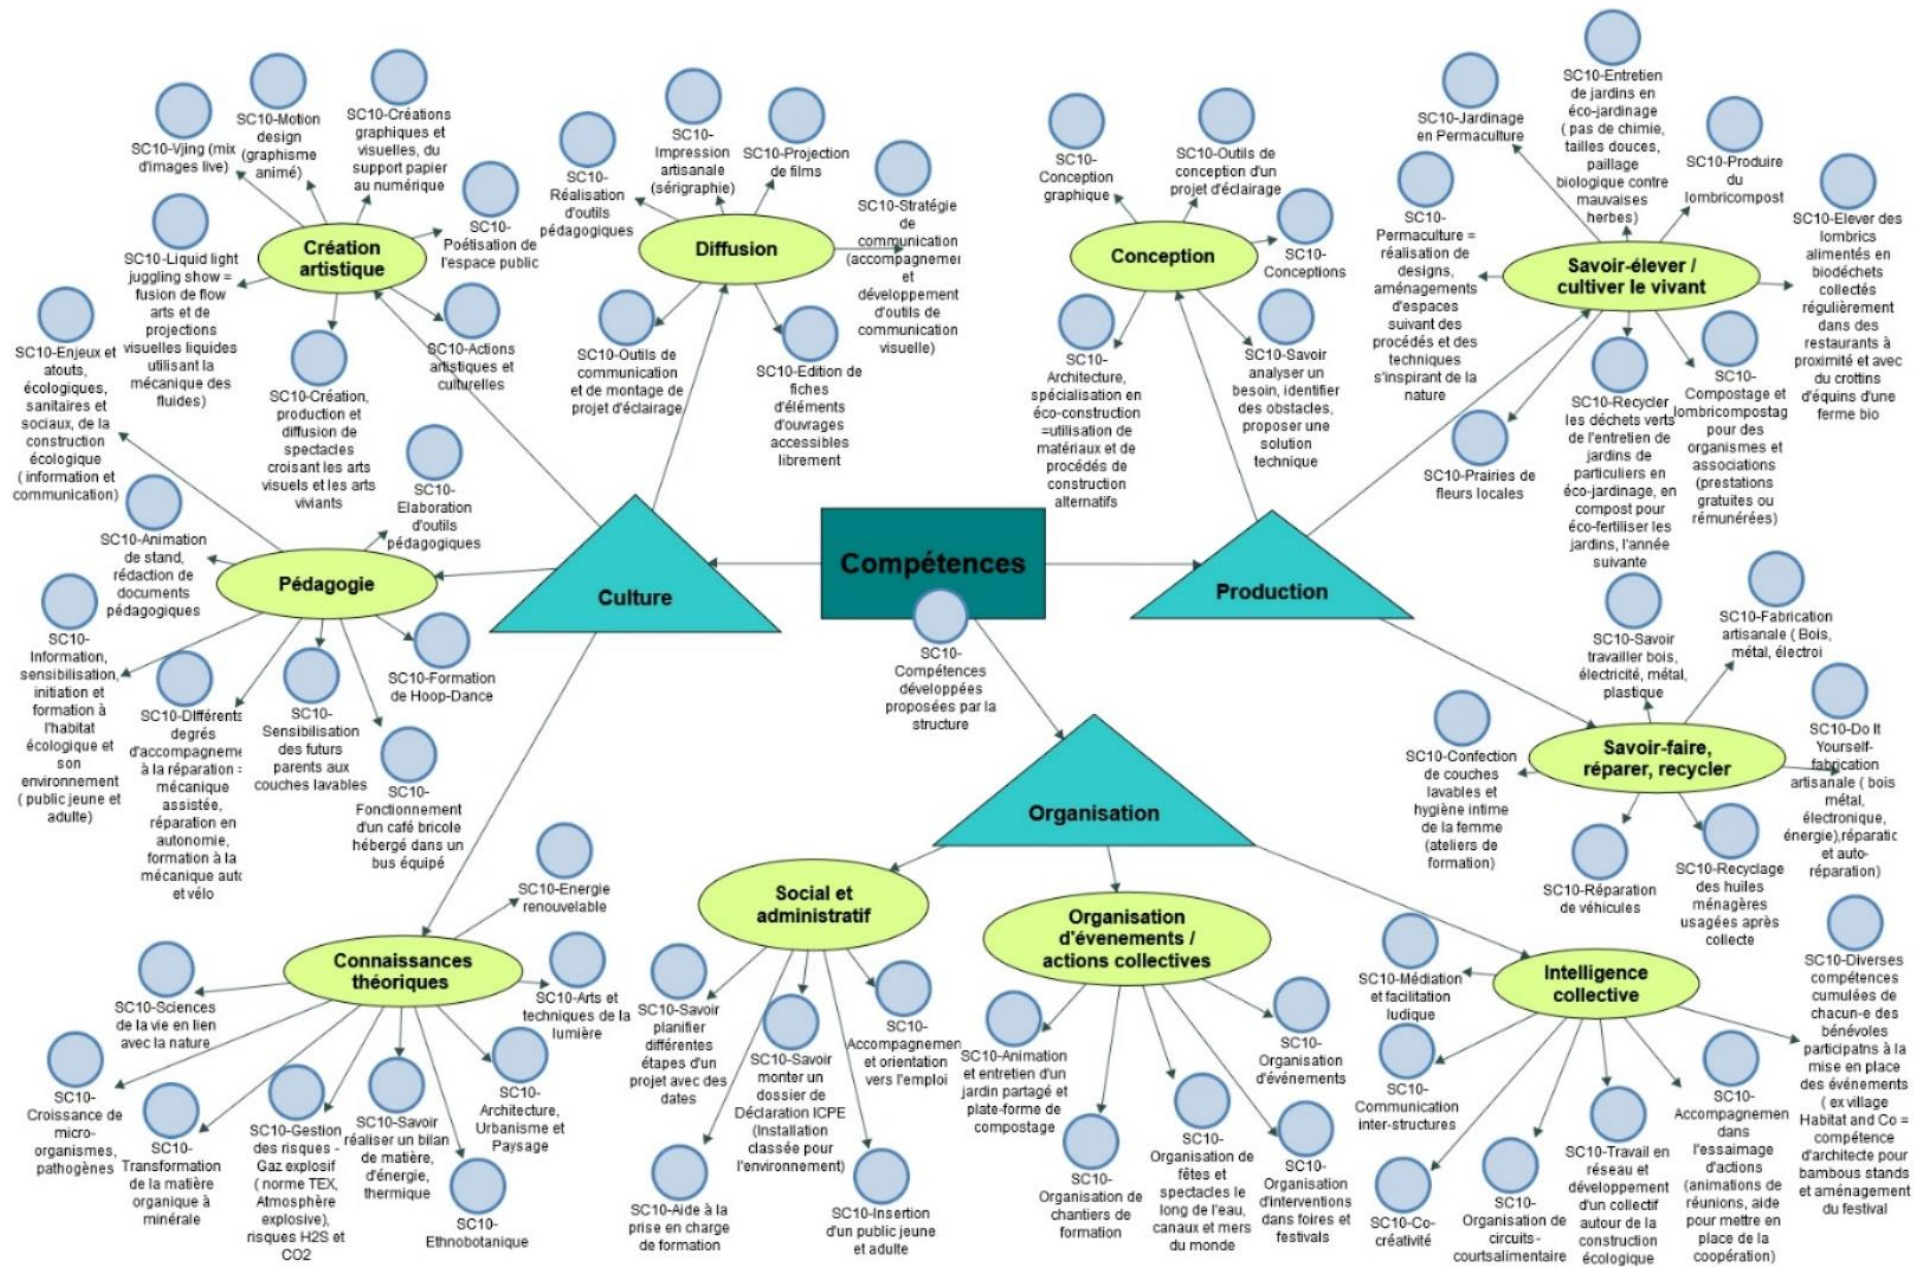 SC10-Vjing (mix
d'images live)
SC10-Motion
design
(graphisme
animé)
SC10-Créations
graphiques et
visuelles, du
support papier
au numérique
SC10-
Poétisation de
l'espace public
SC10-Liquid light
juggling show =
fusion de flow
arts et de
projections
visuelles liquides
utilisant la
mécanique des
fluides)
Création
artistique
SC10-Actions
artistiques et
culturelles
SC10-Création,
production et
diffusion de
spectacles
croisant les arts
visuels et les arts
viviants
SC10-
Réalisation
d'outils
pédagogiques
SC10-
Impression
artisanale
(sérigraphie)
SC10-Projection
de films
SC10-Stratégie
de
communication
(accompagnemer
et
développement
d'outils de
communication
visuelle)
Diffusion
SC10-Outils de
communication
et de montage de
projet d'éclairage
SC10-Edition de
fiches
d'éléments
d'ouvrages
accessibles
librement
SC10-
Conception
graphique
SC10-Outils de
conception d'un
projet d'éclairage
SC10-
Conceptions
Conception
SC10-
Architecture,
spécialisation en
éco-construction
=utilisation de
matériaux et de
procédés de
construction
alternatifs
SC10-Savoir
analyser un
besoin, identifier
des obstacles,
proposer une
solution
technique
SC10-Jardinage
en Permaculture
SC10-Entretien
de jardins en
éco-jardinage
( pas de chimie,
tailles douces,
paillage
biologique contre
mauvaises
herbes)
SC10-Produire
du
lombricompost
SC10-Elever des
lombrics
alimentés en
biodéchets
collectés
régulièrement
dans des
restaurants à
proximité et avec
du crottins
d'équins d'une
ferme bio
SC10-
Permaculture =
réalisation de
designs,
aménagements
d'espaces
suivant des
procédés et des
techniques
s'inspirant de la
nature
Savoir-élever /
cultiver le vivant
SC10-Prairies de
fleurs locales
SC10-Recycler
les déchets verts
de l'entretien de
jardins de
particuliers en
éco-jardinage, en
compost pour
éco-fertiliser les
jardins, l'année
suivante
SC10-
Compostage et
lombricompostag
pour des
organismes et
associations
(prestations
gratuites ou
rémunérées)
SC10-Enjeux et
atouts,
écologiques,
sanitaires et
sociaux, de la
construction
écologique
( information et
communication)
SC10-Animation
de stand,
rédaction de
documents
pédagogiques
SC10-
Elaboration
d'outils
pédagogiques
Pédagogie
SC10-
Information,
sensibilisation,
initiation et
formation à
l'habitat
écologique et
son
environnement
( public jeune et
adulte)
SC10-Différents
degrés
d'accompagneme
à la réparation =
mécanique
assistée,
réparation en
autonomie,
formation à la
mécanique auto
et vélo
SC10-
Sensibilisation
des futurs
parents aux
couches lavables
SC10-Formation
de Hoop-Dance
SC10-
Fonctionnement
d'un café bricole
hébergé dans un
bus équipé
Culture
Compétences
SC10-
Compétences
développées
proposées par la
structure
Production
Organisation
SC10-Savoir
travailler bois,
électricité, métal,
plastique
SC10-Fabrication
artisanale ( Bois,
métal, électroi
SC10-Do It
Yourself-
fabrication
artisanale ( bois
métal,
électronique,
énergie),réparatic
et auto-
réparation)
SC10-Confection
de couches
lavables et
hygiène intime
de la femme
(ateliers de
formation)
Savoir-faire,
réparer, recycler
SC10-Réparation
de véhicules
SC10-Recyclage
des huiles
ménagères
usagées après
collecte
SC10-Energie
renouvelable
Connaissances
théoriques
SC10-Sciences
de la vie en lien
avec la nature
SC10-Arts et
techniques de la
lumière
SC10-
Croissance de
micro-
organismes,
pathogènes
SC10-
Transformation
de la matière
organique à
minérale
SC10-Gestion
des risques -
Gaz explosif
( norme TEX,
Atmosphère
explosive),
risques H2S et
CO2
SC10-Savoir
réaliser un bilan
de matière,
d'énergie,
thermique
SC10-
Architecture,
Urbanisme et
Paysage
SC10-
Ethnobotanique
Social et
administratif
SC10-Savoir
planifier
différentes
étapes d'un
projet avec des
dates
SC10-Savoir
monter un
dossier de
Déclaration ICPE
(Installation
classée pour
l'environnement)
SC10-
Accompagnemen
et orientation
vers l'emploi
SC10-Aide à la
prise en charge
de formation
SC10-Insertion
d'un public jeune
et adulte
Organisation
d'évenements /
actions collectives
SC10-Animation
et entretien d'un
jardin partagé et
plate-forme de
compostage
SC10-
Organisation
d'événements
SC10-
Organisation de
chantiers de
formation
SC10-
Organisation de
fêtes et
spectacles le
long de l'eau,
canaux et mers
du monde
SC10-
Organisation
d'interventions
dans foires et
festivals
Intelligence
collective
SC10-Médiation
et facilitation
ludique
SC10-
Communication
inter-structures
SC10-Co-
créativité
SC10-
Organisation de
circuits-
courtsalimentaire
SC10-Travail en
réseau et
développement
d'un collectif
autour de la
construction
écologique
SC10-
Accompagnemen
dans
l'essaimage
d'actions
(animations de
réunions, aide
pour mettre en
place de la
coopération)
SC10-Diverses
compétences
cumulées de
chacun-e des
bénévoles
participatns à la
mise en place
des événements
( ex village
Habitat and Co =
compétence
d'architecte pour
bambous stands
et aménagement
du festival